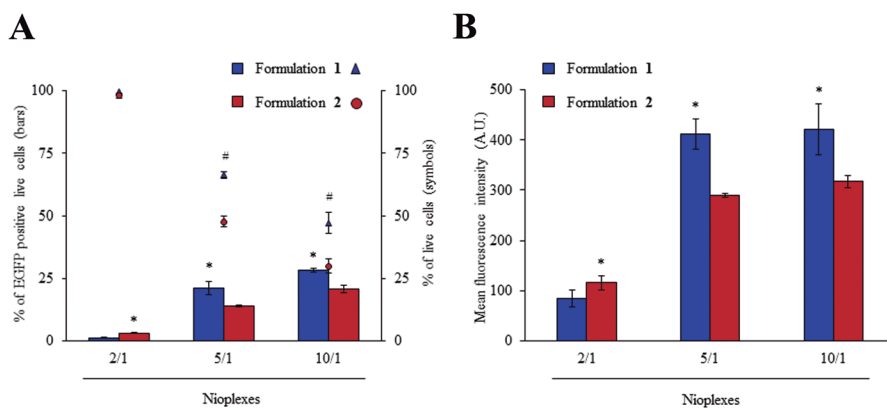 A
Formulation 1
Formulation 2
% of EGFP positive live cells (bars)
100
75
50
25
0
100
75
50
25
0
% of live cells (symbols)
*
*
#
*
#
2/1
5/1
10/1
Nioplexes
B
Formulation 1
Formulation 2
Mean fluorescence intensity (A.U.)
500
400
300
200
100
0
*
*
*
2/1
5/1
10/1
Nioplexes